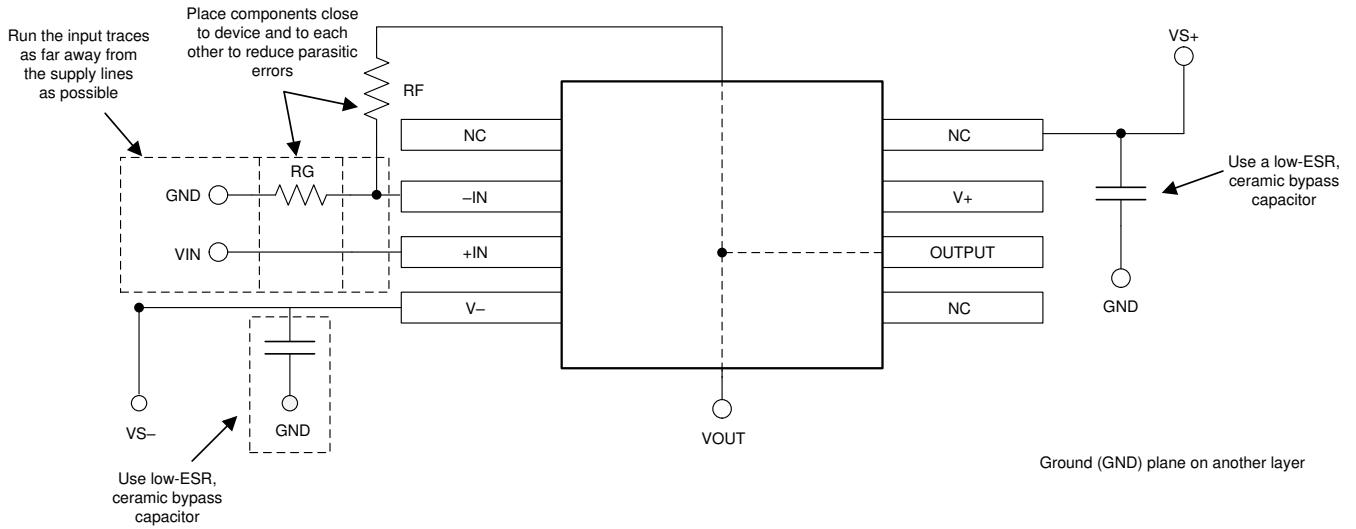 Place components close
to device and to each
other to reduce parasitic
errors
Run the input traces
as far away from
the supply lines
as possible
VS+
RF
NC
NC
RG
Use a low-ESR,
ceramic bypass
capacitor
GND
–IN
V+
VIN
+IN
OUTPUT
V–
NC
GND
VS–
GND
VOUT
Ground (GND) plane on another layer
Use low-ESR,
ceramic bypass
capacitor